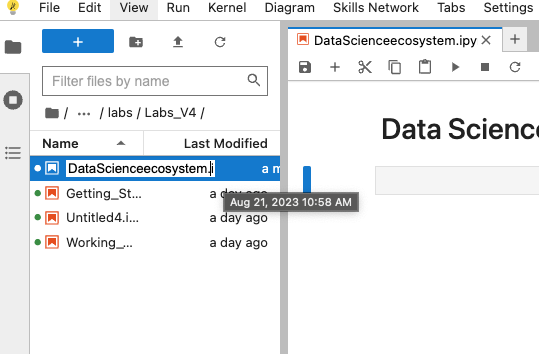 File Edit View Run Kernel Diagram Skills Network Tabs Settings
+
DataScienceecosystem.ipy × +
Filter files by name
/ ... / labs / Labs_V4 /
Name Last Modified
Data Science
DataScienceecosystem.i a m
Getting_St... a day ago
Aug 21, 2023 10:58 AM
Untitled4.i... a day ago
Working_... a day ago